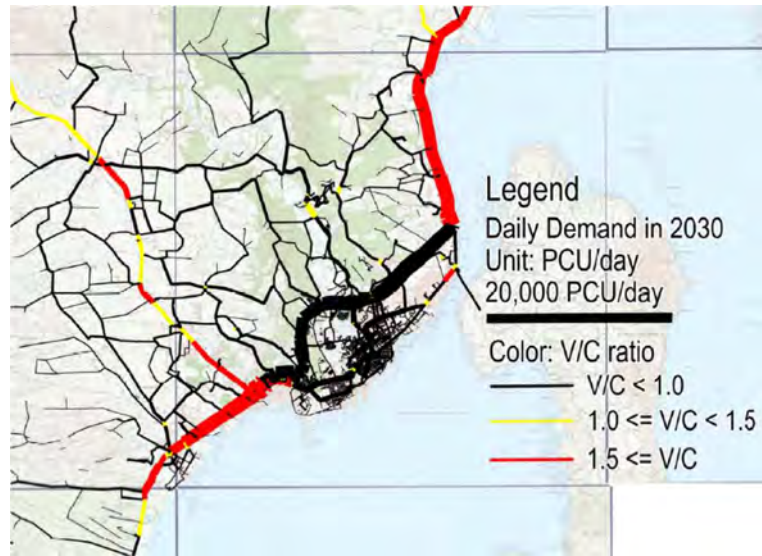 Legend
Daily Demand in 2030
Unit: PCU/day
20,000 PCU/day
Color: V/C ratio
V/C < 1.0
1.0 <= V/C < 1.5
1.5 <= V/C